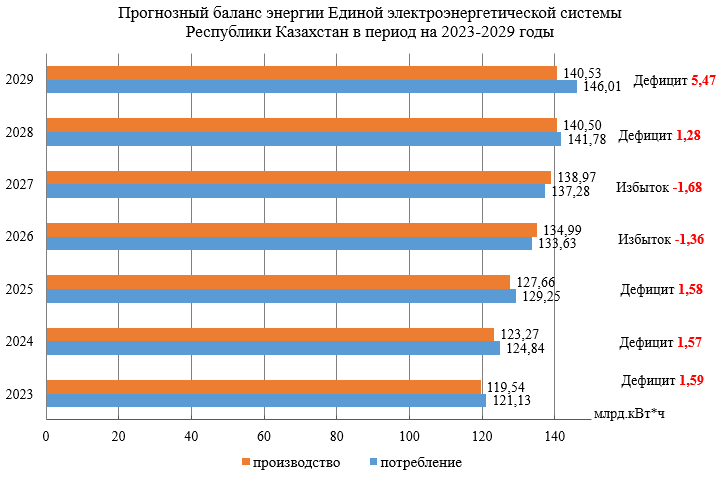 Прогнозный баланс энергии Единой электроэнергетической системы
Республики Казахстан в период на 2023-2029 годы
2029
140,53
146,01
Дефицит 5,47
2028
140,50
141,78
Дефицит 1,28
2027
138,97
137,28
Избыток -1,68
2026
134,99
133,63
Избыток -1,36
2025
127,66
129,25
Дефицит 1,58
2024
123,27
124,84
Дефицит 1,57
2023
119,54
121,13
Дефицит 1,59
млрд.кВт*ч
0 20 40 60 80 100 120 140
производство потребление